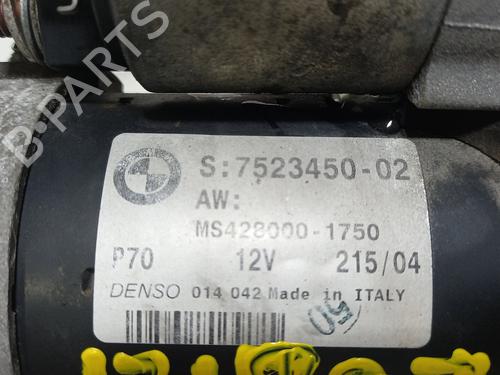 S:7523450-02
AW:
MS428000-1750
P70 12V 215/04
DENSO 014 042 Made in ITALY
B-PARTS